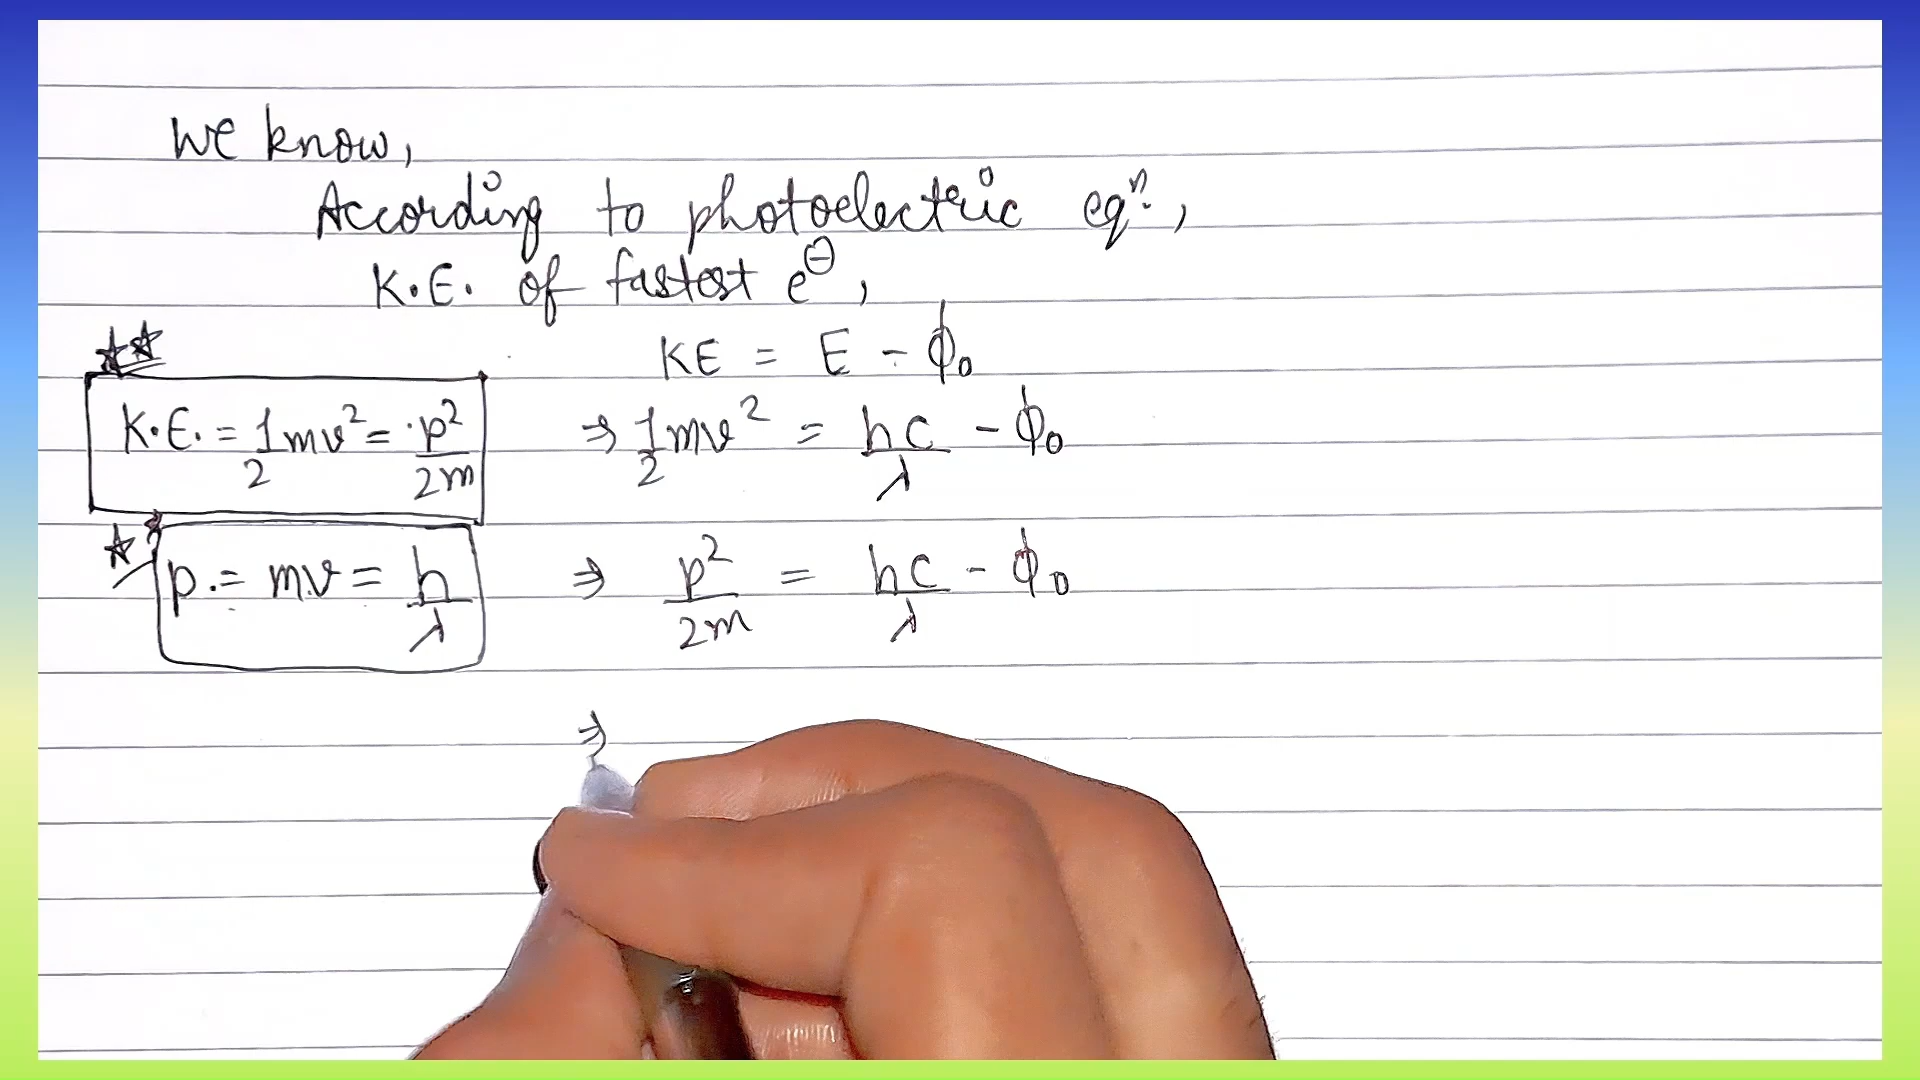 We know,
According to photoelectric eqⁿ.,
K.E. of fastest e⊖,
KE = E - ϕ₀
K.E. = 1/2 mv² = p²/2m
⇒ 1/2 mv² = hc/λ - ϕ₀
p = mv = h/λ
⇒ p²/2m = hc/λ - ϕ₀
⇒